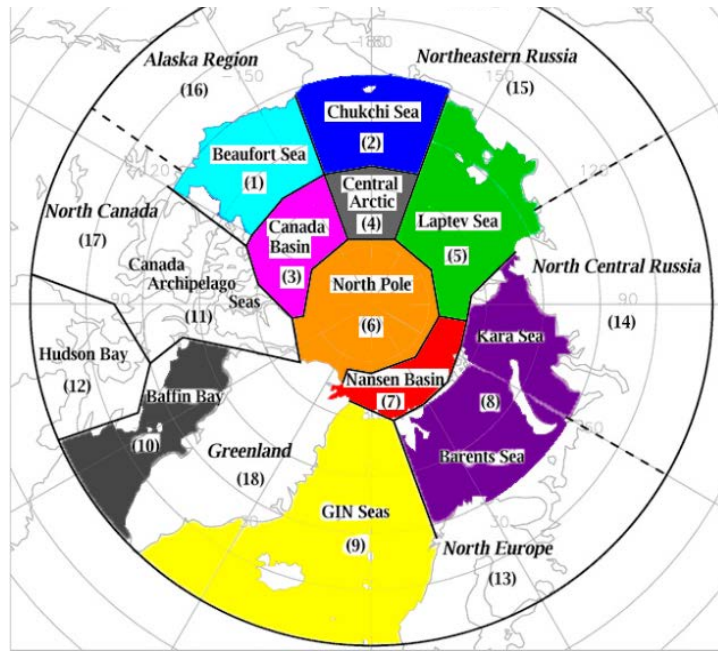 Alaska Region
(16)
-180
Northeastern Russia
(15)
-150
150
Chukchi Sea
(2)
Beaufort Sea
(1)
-120
120
Central
Arctic
(4)
North Canada
(17)
Canada
Basin
(3)
Laptev Sea
(5)
Canada
Archipelago
Seas
(11)
North Pole
(6)
North Central Russia
(14)
90
Kara Sea
Hudson Bay
(12)
Nansen Basin
(7)
Baffin Bay
(10)
(8)
Barents Sea
Greenland
(18)
GIN Seas
(9)
North Europe
(13)